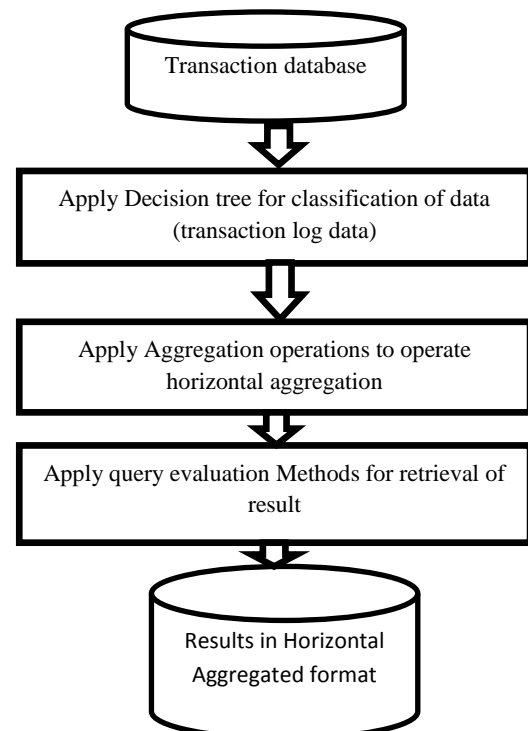 Transaction database
Apply Decision tree for classification of data
(transaction log data)
Apply Aggregation operations to operate
horizontal aggregation
Apply query evaluation Methods for retrieval of
result
Results in Horizontal
Aggregated format